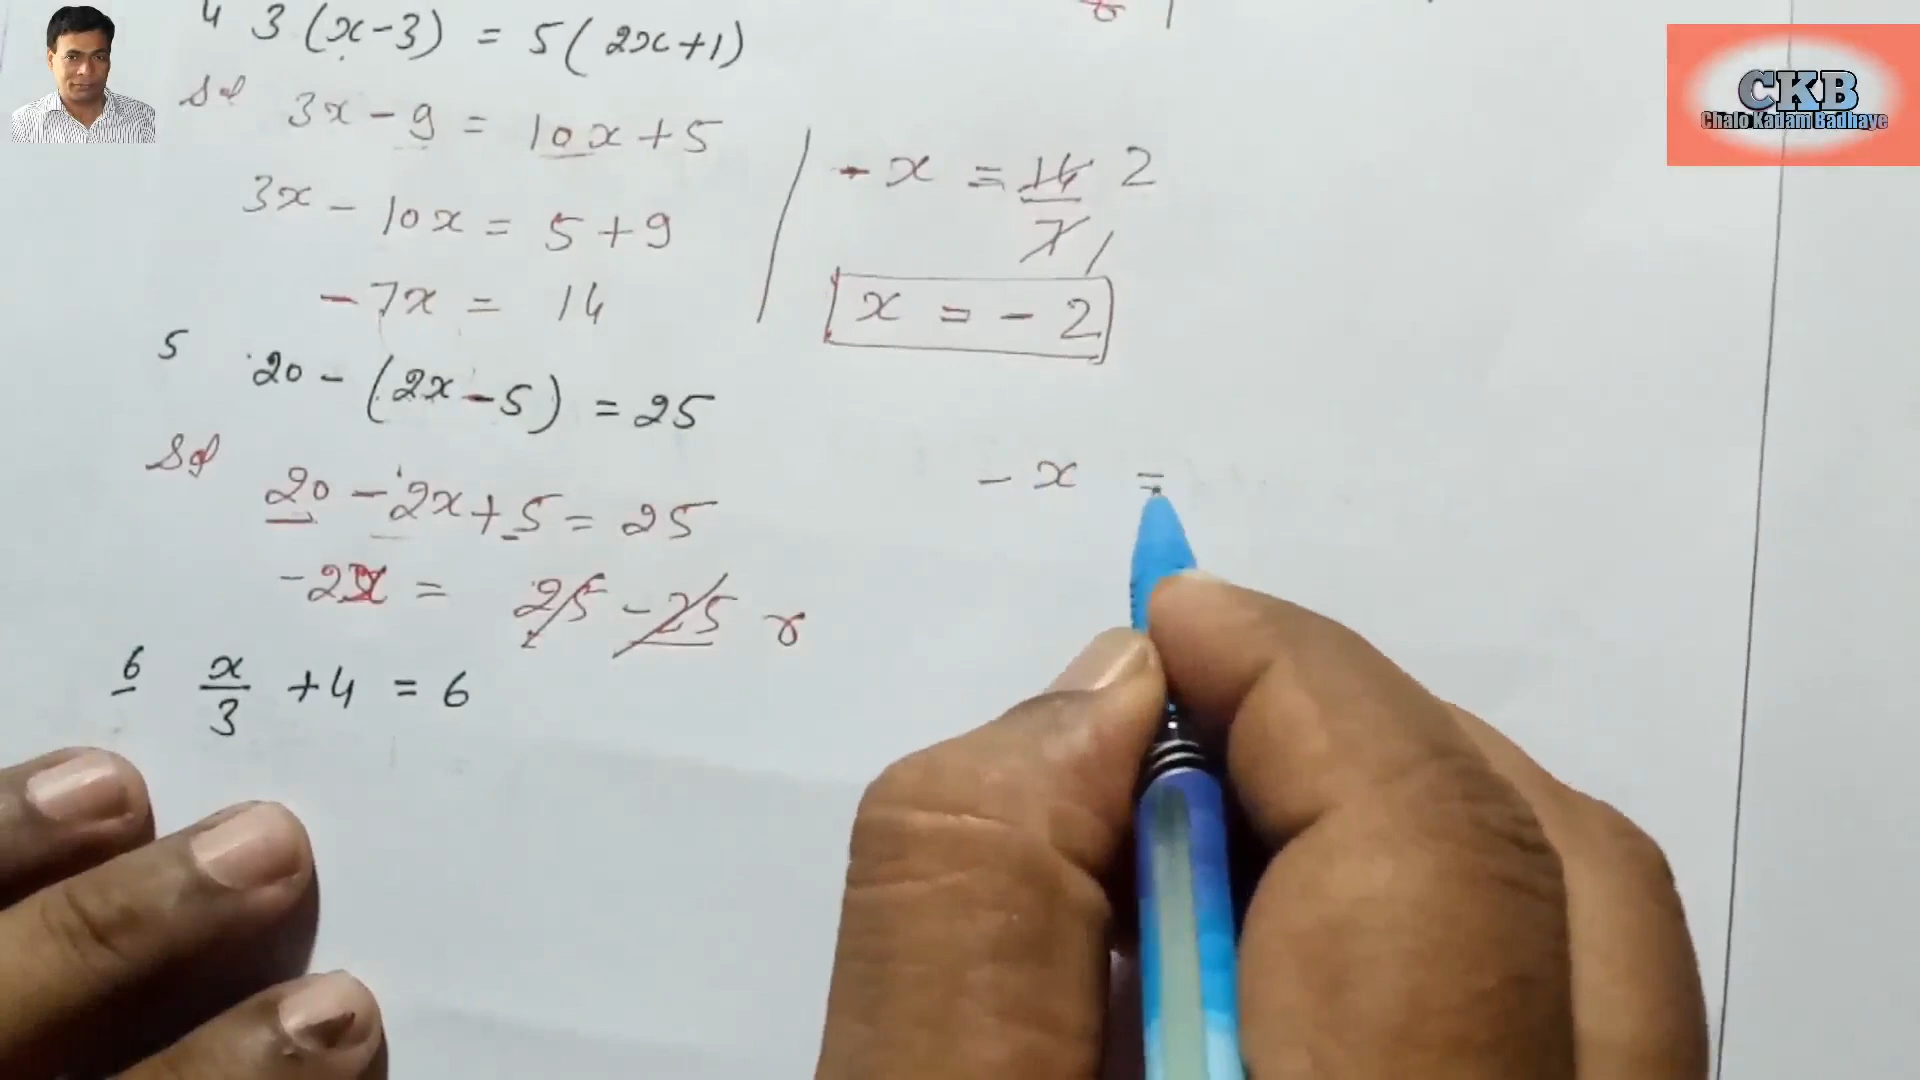 4 3(x-3) = 5(2x+1)
Sol 3x - 9 = 10x + 5
3x - 10x = 5 + 9
-7x = 14
-x = 14/7 2
x = -2
5 20 - (2x-5) = 25
Sol 20 - 2x + 5 = 25
-2x = 25 - 25
-x =
6 x/3 + 4 = 6
CKB
Chalo Kadam Badhaye